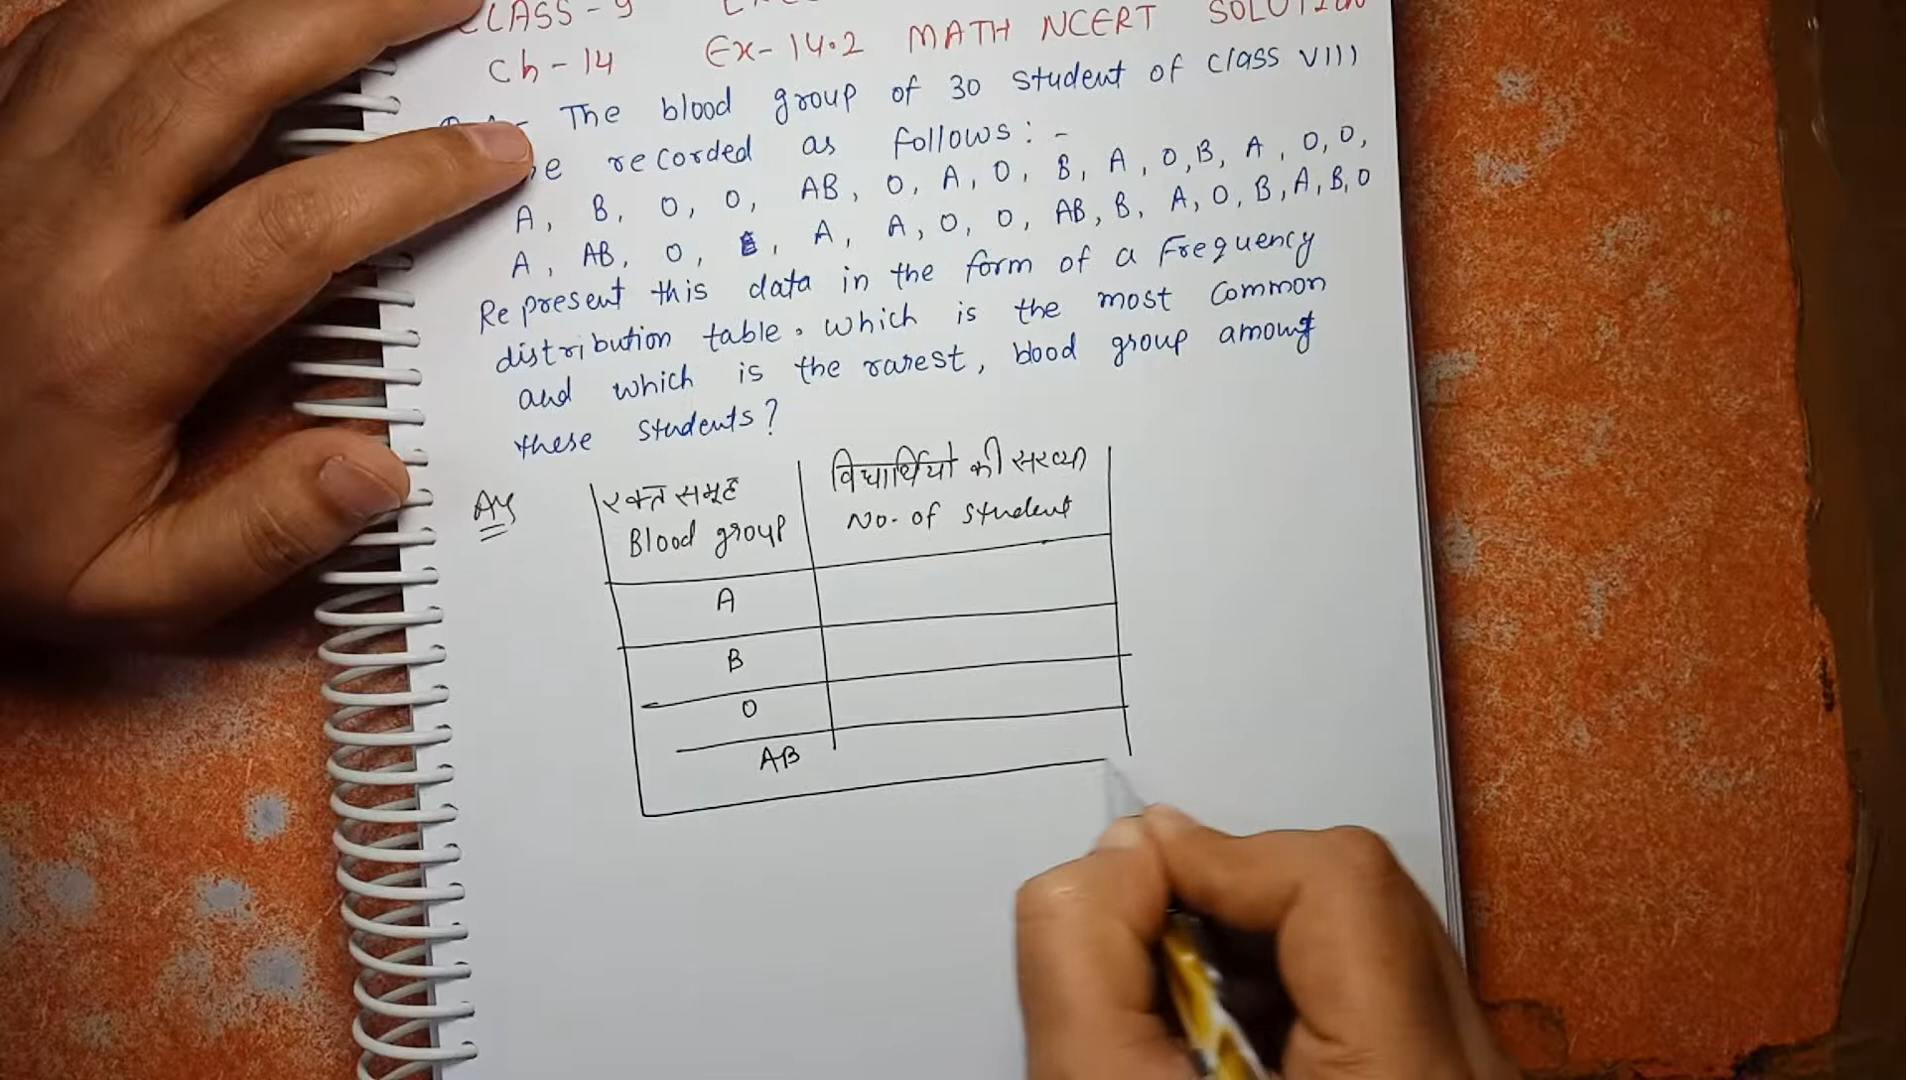 CLASS - 9
Ch - 14 Ex - 14.2 MATH NCERT SOLUTION
The blood group of 30 student of class VIII
recorded as follows : -
A, B, O, O, AB, O, A, O, B, A, O, B, A, O, O,
A, AB, O, A, A, O, O, AB, B, A, O, B, A, B, O
Represent this data in the form of a Frequency
distribution table. which is the most common
and which is the rarest, blood group among
these students?
रक्त समूह विद्यार्थियो की संख्या
Blood group No. of student
A
B
O
AB